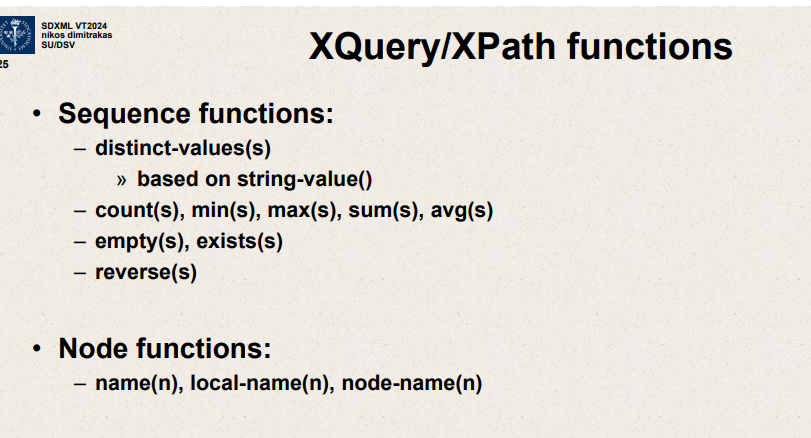 SDXML VT2024
nikos dimitrakas
SU/DSV
25
XQuery/XPath functions
• Sequence functions:
– distinct-values(s)
» based on string-value()
– count(s), min(s), max(s), sum(s), avg(s)
– empty(s), exists(s)
– reverse(s)
• Node functions:
– name(n), local-name(n), node-name(n)